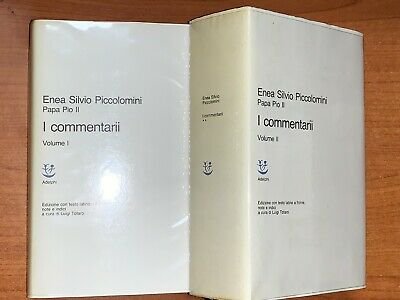 Enea Silvio Piccolomini
Papa Pio II
I commentarii
Volume I
Adelphi
Edizione con testo latino
note e indici
a cura di Luigi Totaro
Enea Silvio
Piccolomini
I commentarii
**
Enea Silvio Piccolomini
Papa Pio II
I commentarii
Volume II
Adelphi
Edizione con testo latino a fronte,
note e indici
a cura di Luigi Totaro